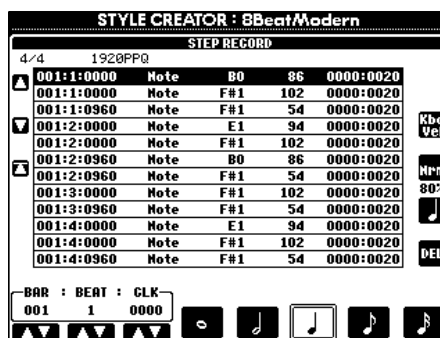 STYLE CREATOR : 8BeatModern
STEP RECORD
4/4 1920PPQ
001:1:0000 Note B0 86 0000:0020
001:1:0000 Note F#1 102 0000:0020
001:1:0960 Note F#1 54 0000:0020
001:2:0000 Note E1 94 0000:0020
001:2:0000 Note F#1 102 0000:0020
001:2:0960 Note B0 86 0000:0020
001:2:0960 Note F#1 54 0000:0020
001:3:0000 Note F#1 102 0000:0020
001:3:0960 Note F#1 54 0000:0020
001:4:0000 Note E1 94 0000:0020
001:4:0000 Note F#1 102 0000:0020
001:4:0960 Note F#1 54 0000:0020
80%
DEL
BAR : BEAT : CLK
001 1 0000